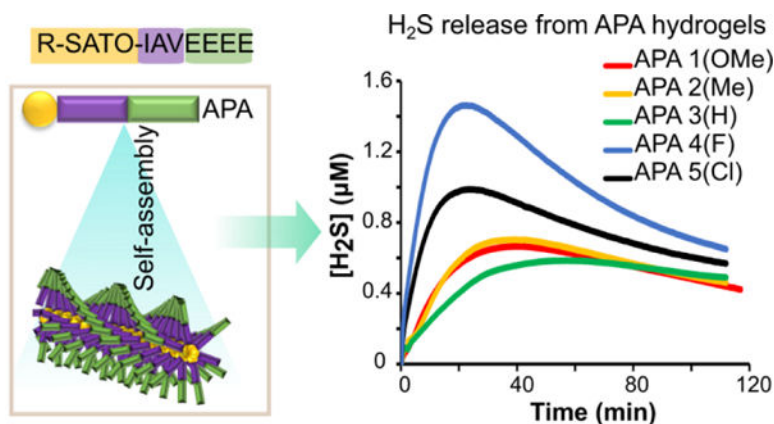 R-SATO-IAVEEEE
APA
Self-assembly
H₂S release from APA hydrogels
APA 1(OMe)
APA 2(Me)
APA 3(H)
APA 4(F)
APA 5(Cl)
[H₂S] (µM)
1.6
1.2
0.8
0.4
0
0
40
80
120
Time (min)